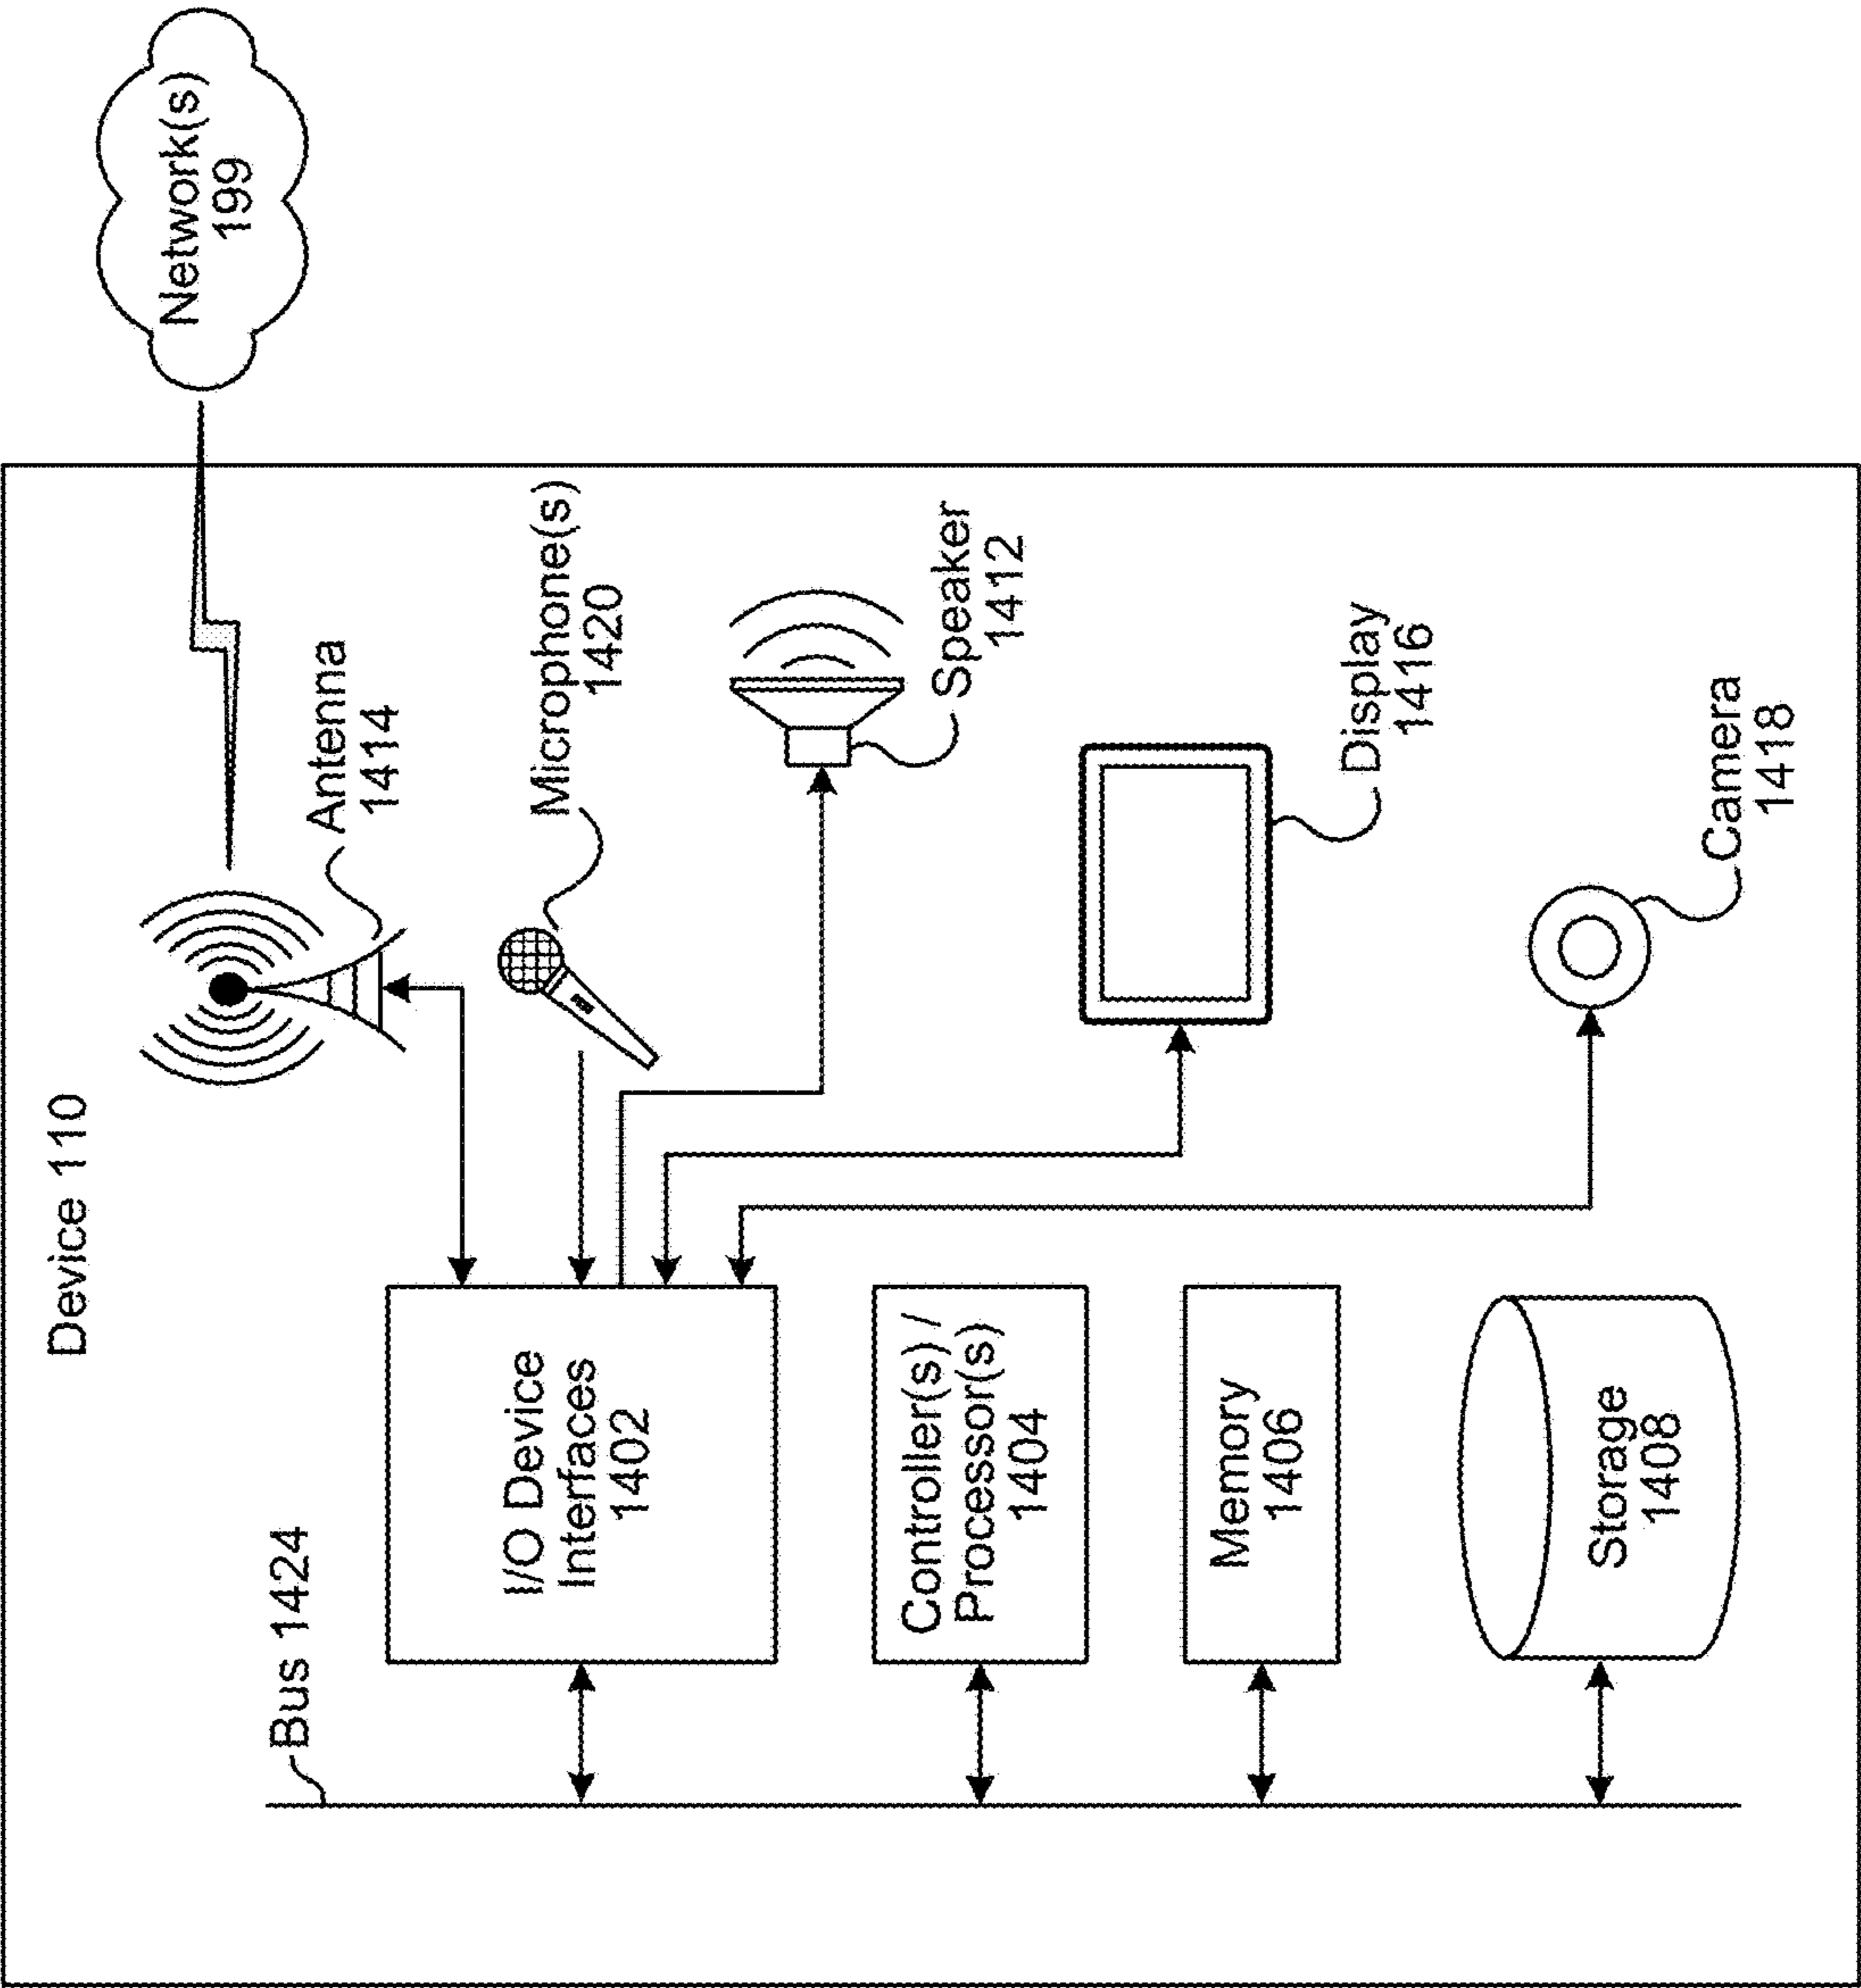 Device 110
Network(s)
199
Bus 1424
Antenna
1414
I/O Device
Interfaces
1402
Microphone(s)
1420
Controller(s) /
Processor(s)
1404
Speaker
1412
Memory
1406
Display
1416
Storage
1408
Camera
1418